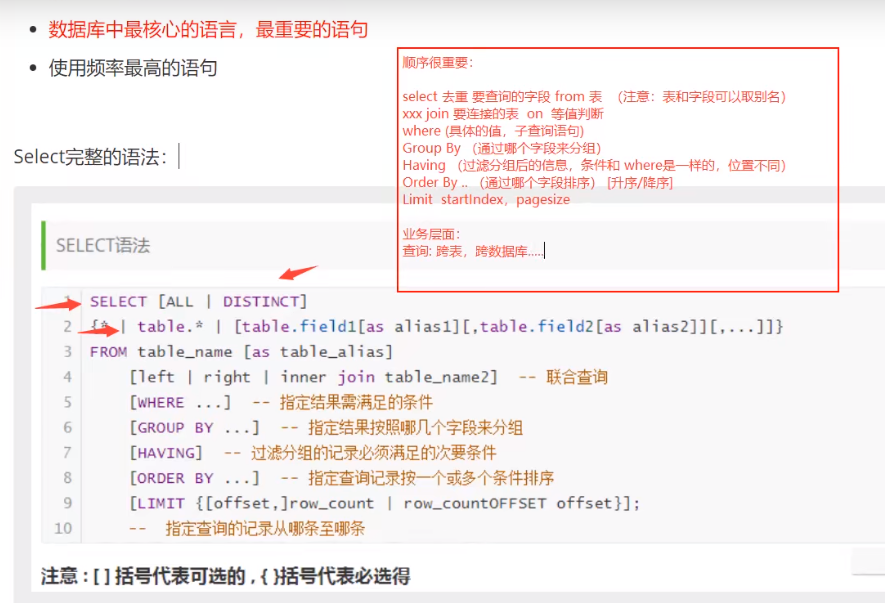 数据库中最核心的语言，最重要的语句
使用频率最高的语句
顺序很重要：
select 去重 要查询的字段 from 表 （注意：表和字段可以取别名）
xxx join 要连接的表 on 等值判断
where (具体的值，子查询语句)
Group By （通过哪个字段来分组）
Having （过滤分组后的信息，条件和 where是一样的，位置不同）
Order By .. （通过哪个字段排序） [升序/降序]
Limit startIndex，pagesize
业务层面：
查询: 跨表，跨数据库.....
Select完整的语法：
SELECT语法
1 SELECT [ALL | DISTINCT]
2 {* | table.* | [table.field1[as alias1][,table.field2[as alias2]][,...]]}
3 FROM table_name [as table_alias]
4 [left | right | inner join table_name2] -- 联合查询
5 [WHERE ...] -- 指定结果需满足的条件
6 [GROUP BY ...] -- 指定结果按照哪几个字段来分组
7 [HAVING] -- 过滤分组的记录必须满足的次要条件
8 [ORDER BY ...] -- 指定查询记录按一个或多个条件排序
9 [LIMIT {[offset,]row_count | row_countOFFSET offset}];
10 -- 指定查询的记录从哪条至哪条
注意 : [ ] 括号代表可选的 , { }括号代表必选得